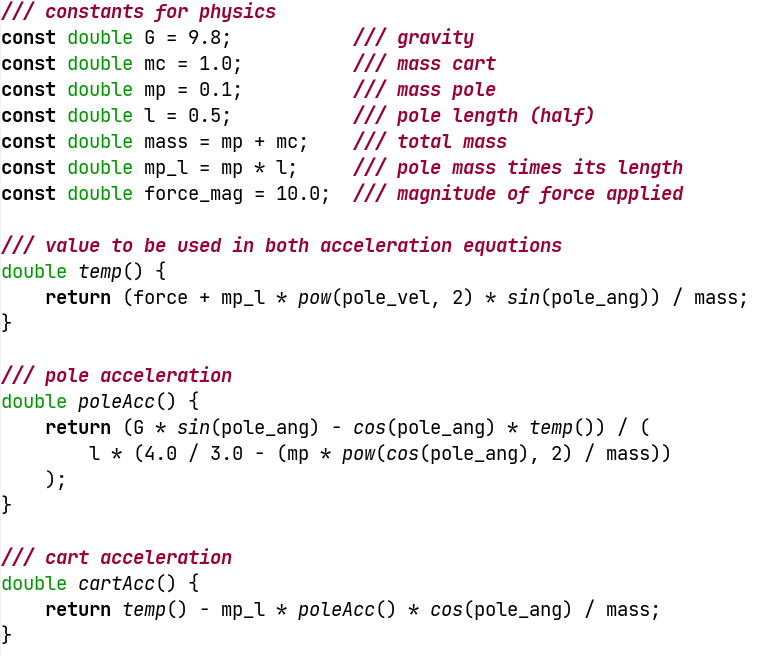 /// constants for physics
const double G = 9.8;           /// gravity
const double mc = 1.0;          /// mass cart
const double mp = 0.1;          /// mass pole
const double l = 0.5;           /// pole length (half)
const double mass = mp + mc;    /// total mass
const double mp_l = mp * l;     /// pole mass times its length
const double force_mag = 10.0;  /// magnitude of force applied

/// value to be used in both acceleration equations
double temp() {
    return (force + mp_l * pow(pole_vel, 2) * sin(pole_ang)) / mass;
}

/// pole acceleration
double poleAcc() {
    return (G * sin(pole_ang) - cos(pole_ang) * temp()) / (
        l * (4.0 / 3.0 - (mp * pow(cos(pole_ang), 2) / mass))
    );
}

/// cart acceleration
double cartAcc() {
    return temp() - mp_l * poleAcc() * cos(pole_ang) / mass;
}